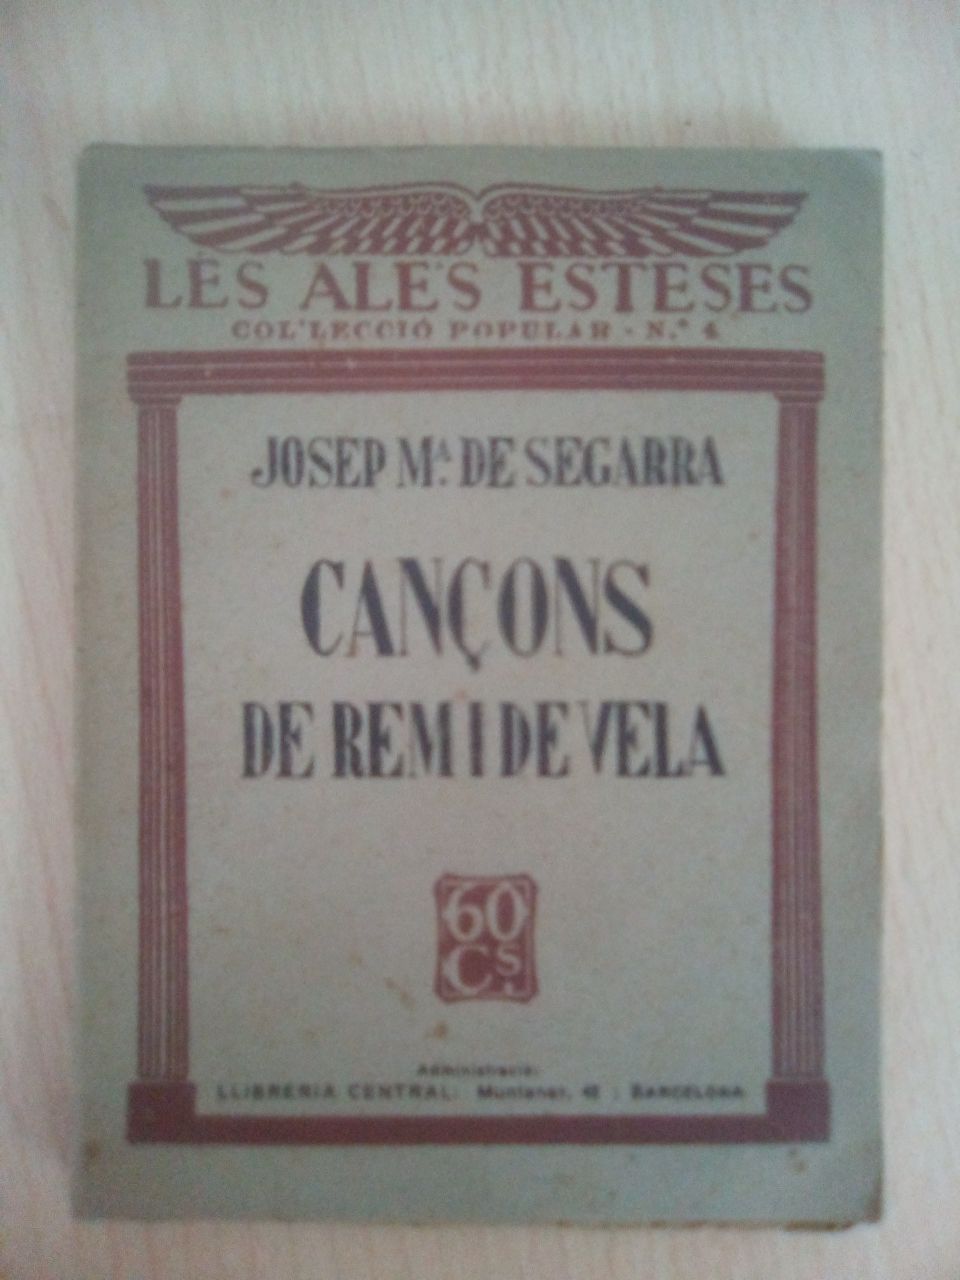 LES ALES ESTESES
COL'LECCIÓ POPULAR · N.º 4
JOSEP Mª. DE SEGARRA
CANÇONS
DE REM I DE VELA
60
Cs.
Administració:
LLIBRERIA CENTRAL: Muntaner, 42 : BARCELONA